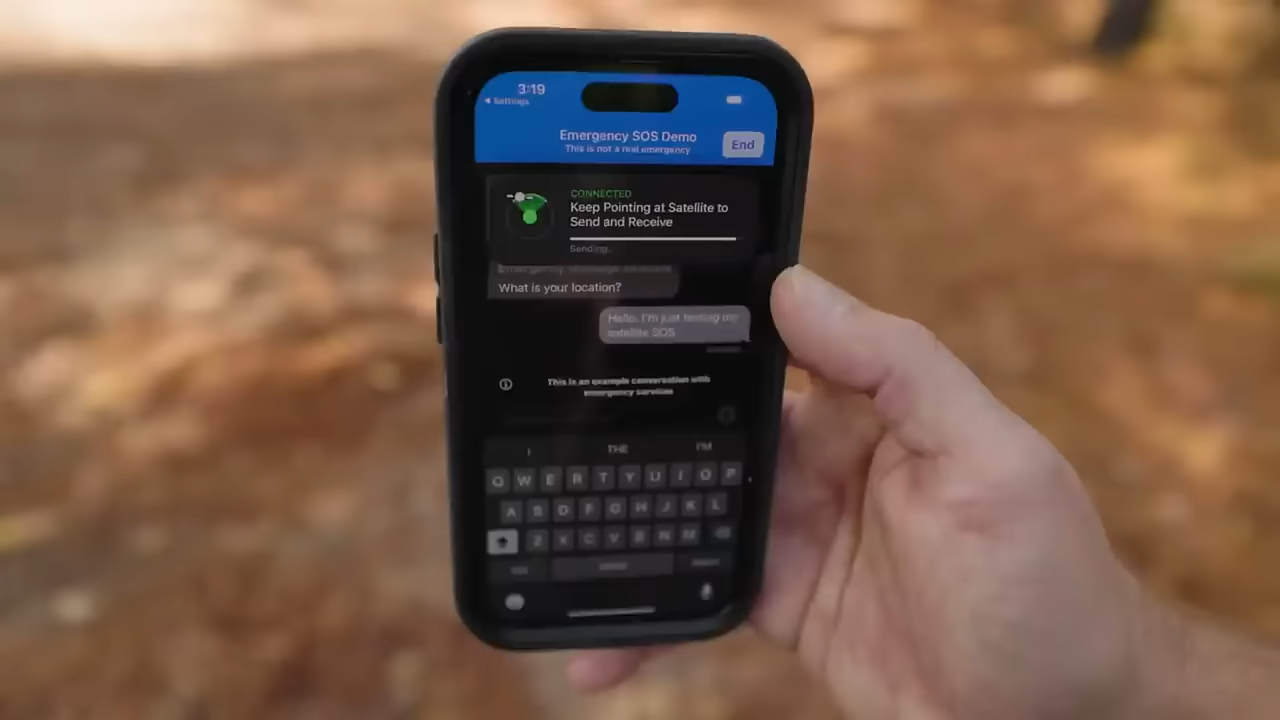 3:19
Settings
Emergency SOS Demo
This is not a real emergency
End
CONNECTED
Keep Pointing at Satellite to
Send and Receive
Sending...
What is your location?
Hello, I'm just testing my
satellite SOS
This is an example conversation with
emergency services
I THE I'M
Q W E R T Y U I O P
A S D F G H J K L
Z X C V B N M